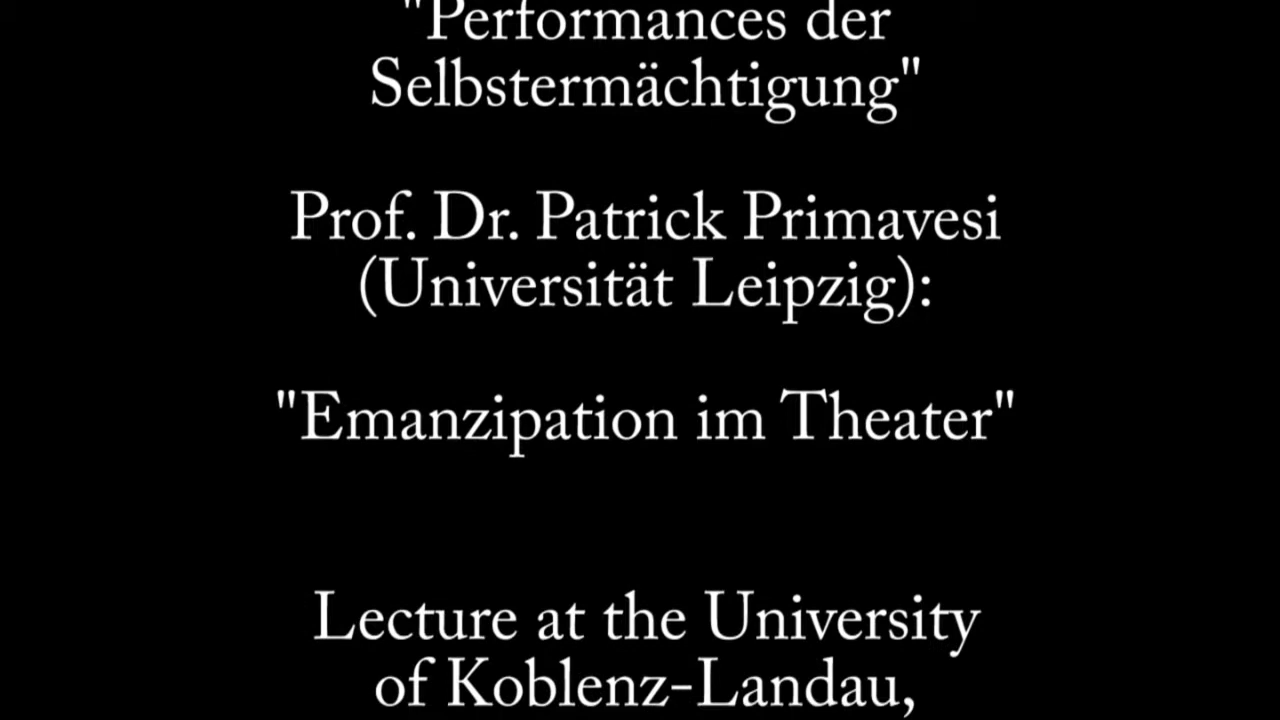 "Performances der
Selbstermächtigung"
Prof. Dr. Patrick Primavesi
(Universität Leipzig):
"Emanzipation im Theater"
Lecture at the University
of Koblenz-Landau,